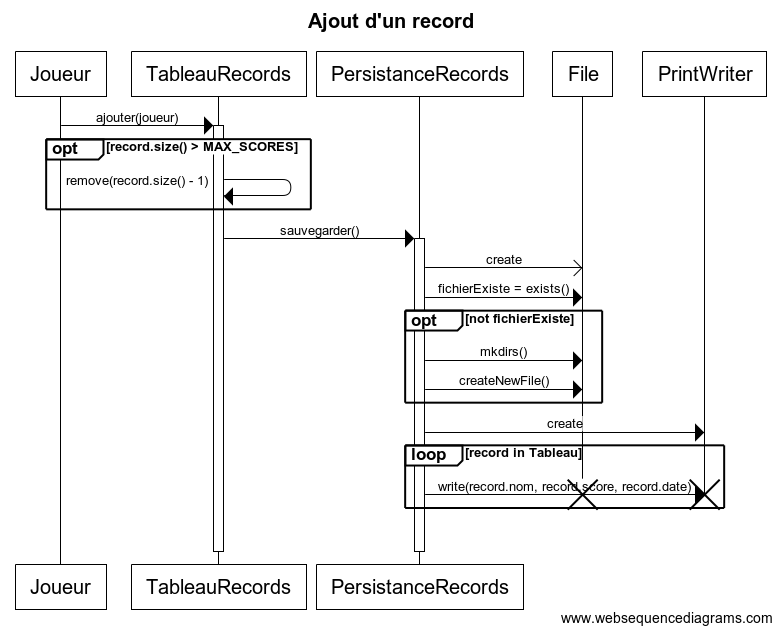 Ajout d'un record
Joueur TableauRecords PersistanceRecords File PrintWriter
ajouter(joueur)
opt [record.size() > MAX_SCORES]
remove(record.size() - 1)
sauvegarder()
create
fichierExiste = exists()
opt [not fichierExiste]
mkdirs()
createNewFile()
create
loop [record in Tableau]
write(record.nom, record.score, record.date)
Joueur TableauRecords PersistanceRecords
www.websequencediagrams.com